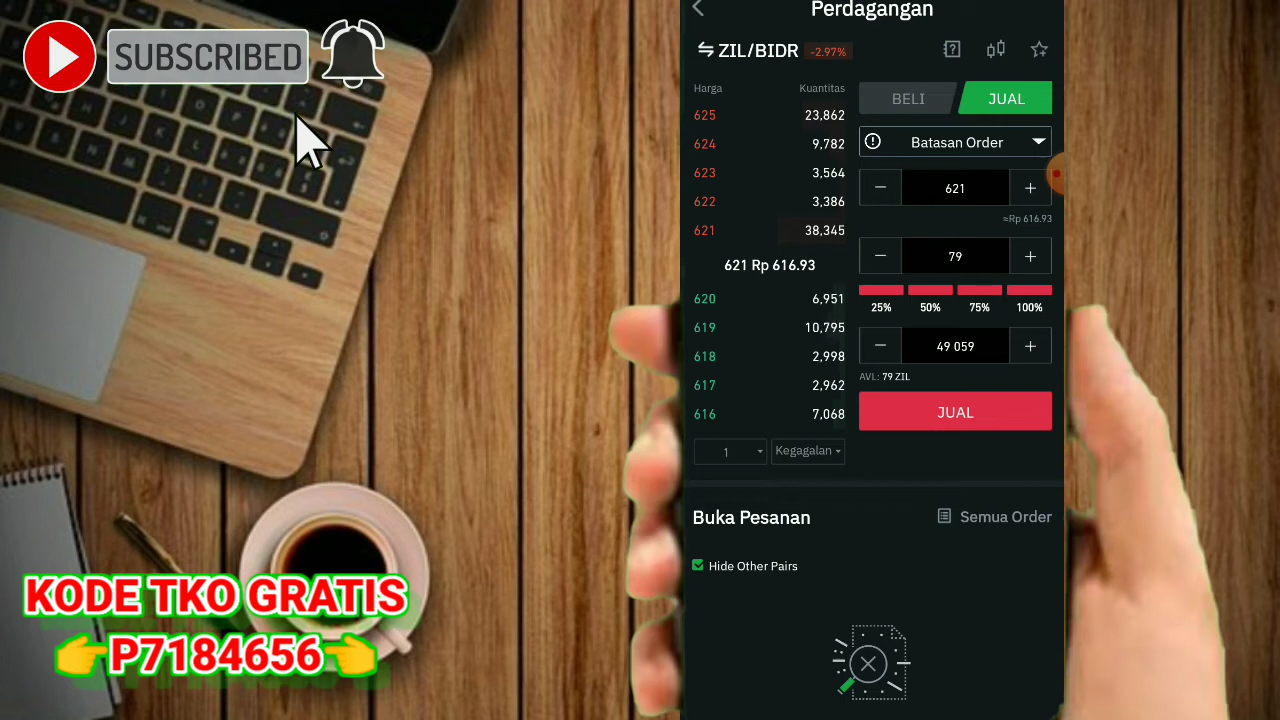 SUBSCRIBED
KODE TKO GRATIS
👉P7184656👈
Perdagangan
ZIL/BIDR -2.97%
Harga Kuantitas
625 23,862
624 9,782
623 3,564
622 3,386
621 38,345
621 Rp 616.93
620 6,951
619 10,795
618 2,998
617 2,962
616 7,068
1 Kegagalan
BELI JUAL
Batasan Order
− 621 +
≈Rp 616.93
− 79 +
25% 50% 75% 100%
− 49 059 +
AVL: 79 ZIL
JUAL
Buka Pesanan Semua Order
Hide Other Pairs